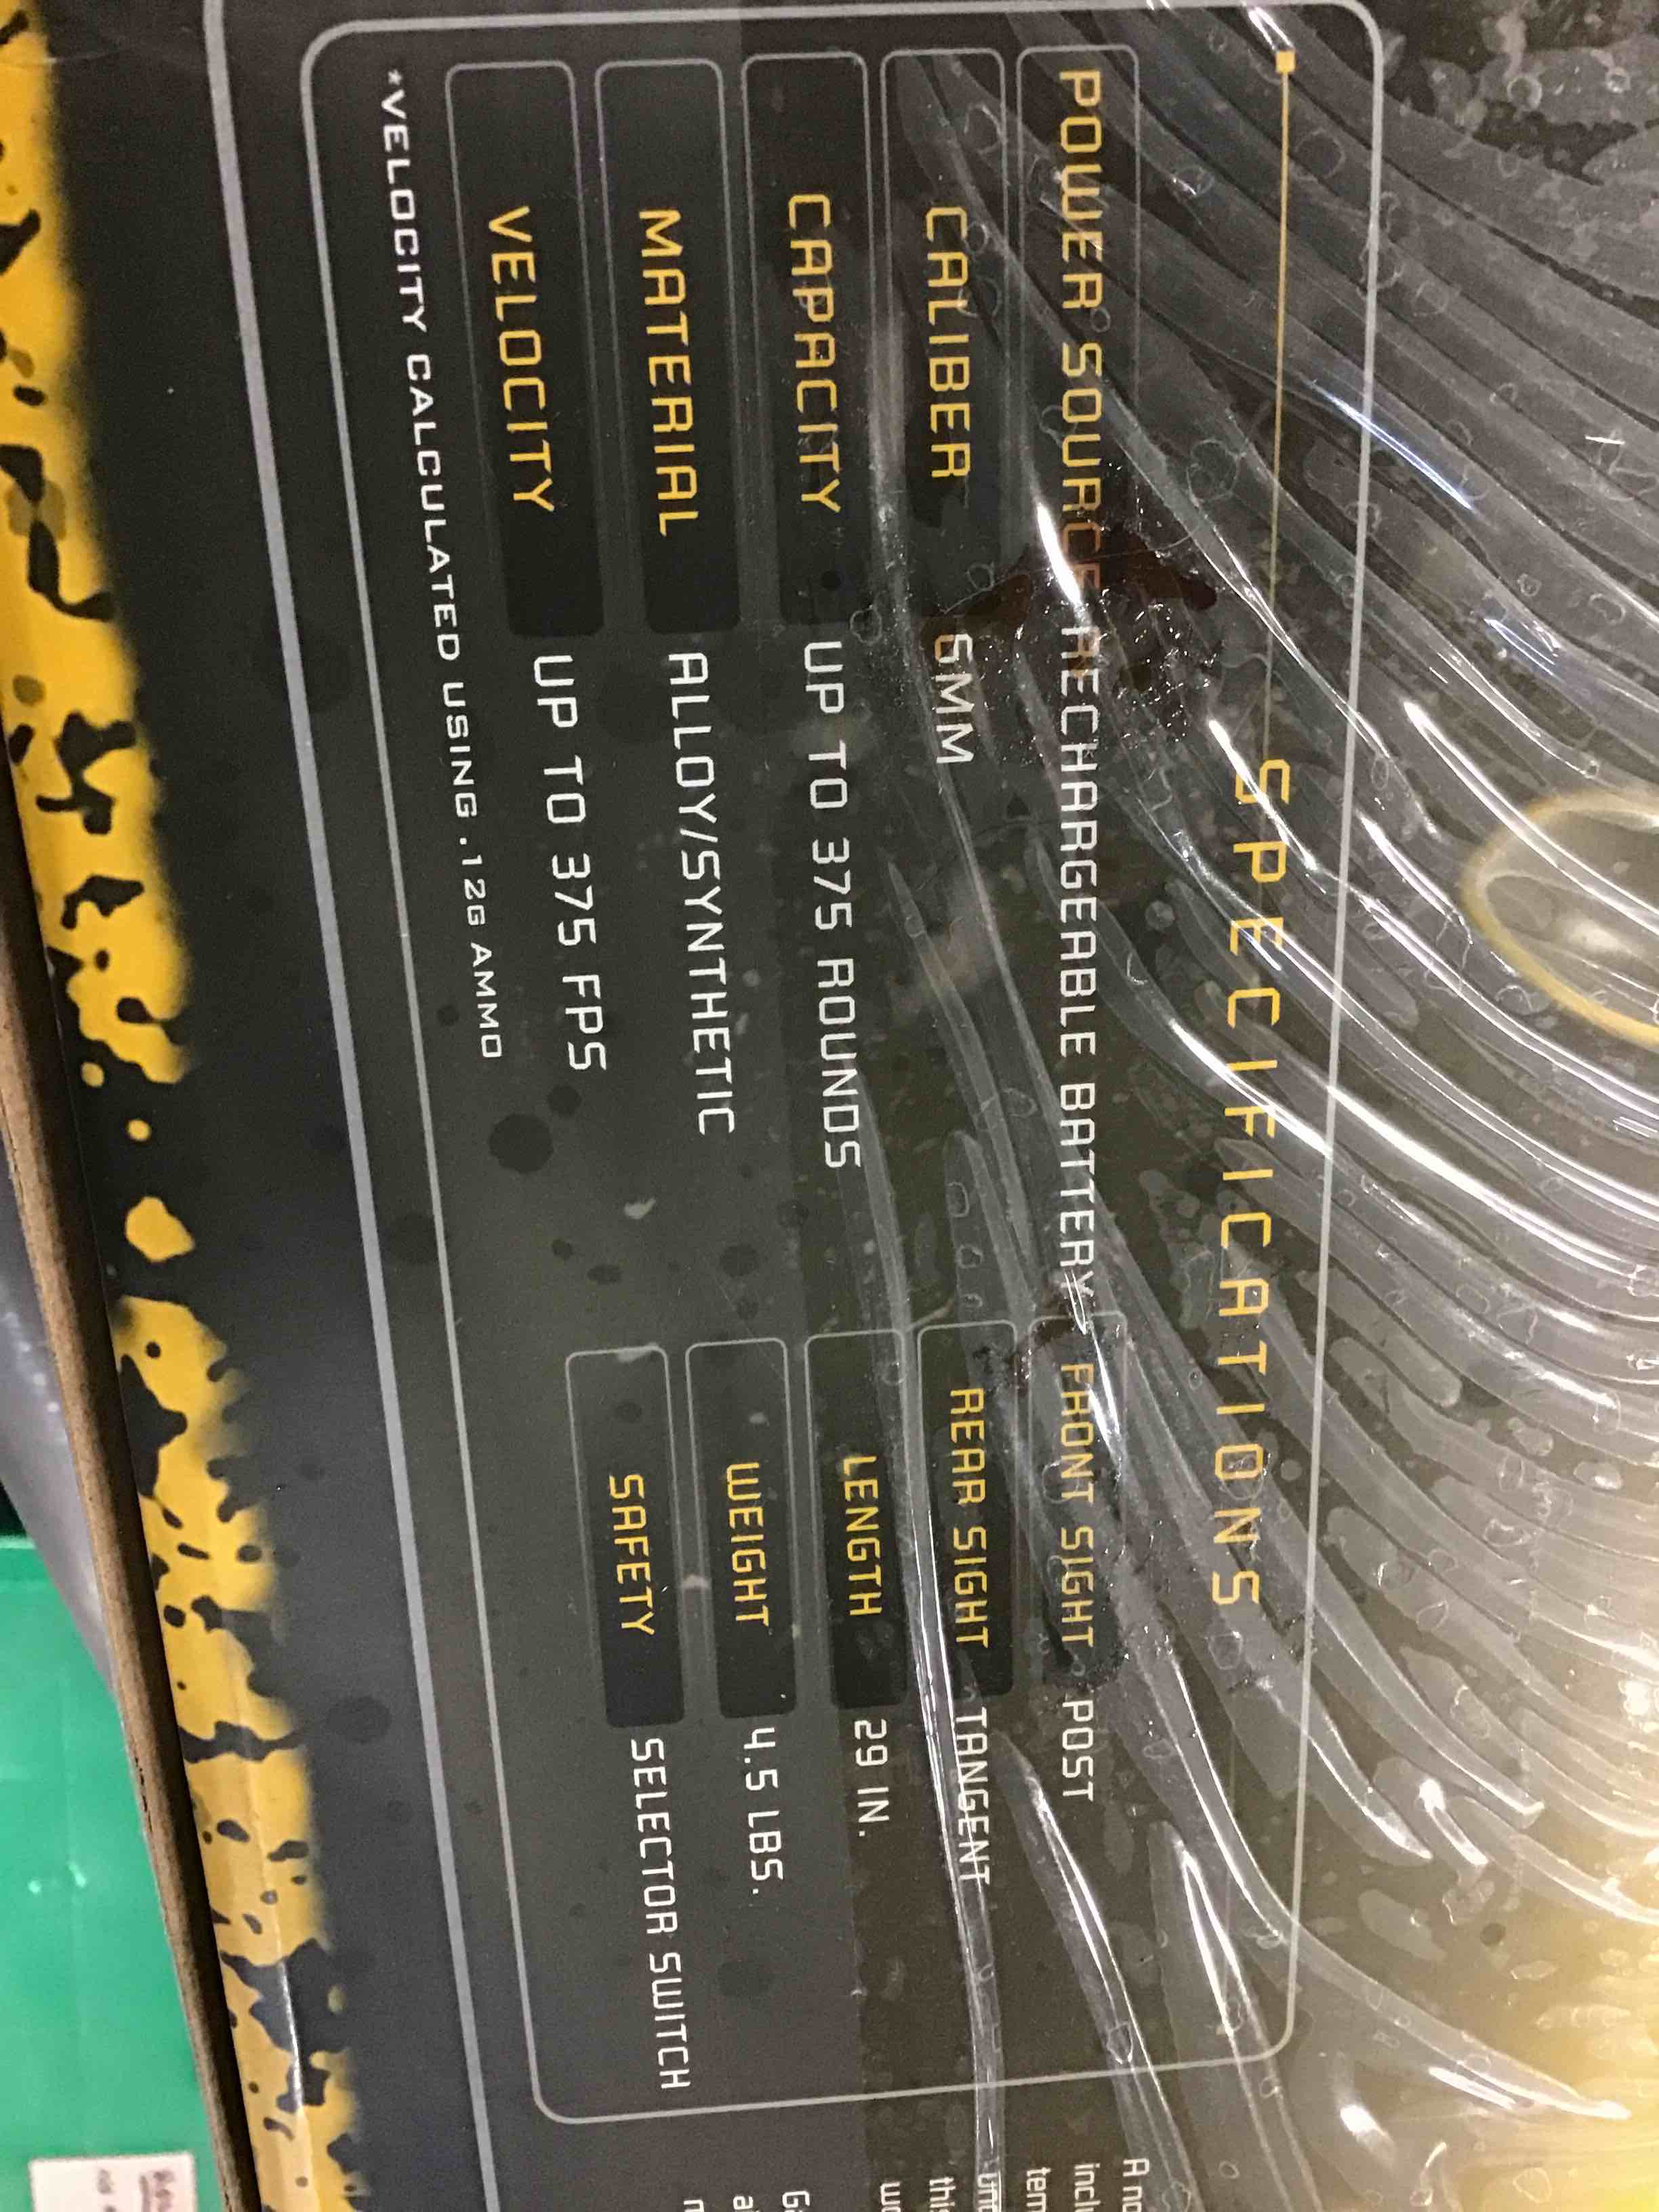 SPECIFICATIONS
POWER SOURCE RECHARGEABLE BATTERY
CALIBER 6MM
CAPACITY UP TO 375 ROUNDS
MATERIAL ALLOY/SYNTHETIC
VELOCITY UP TO 375 FPS
*VELOCITY CALCULATED USING .12G AMMO
FRONT SIGHT POST
REAR SIGHT TANGENT
LENGTH 29 IN.
WEIGHT 4.5 LBS.
SAFETY SELECTOR SWITCH